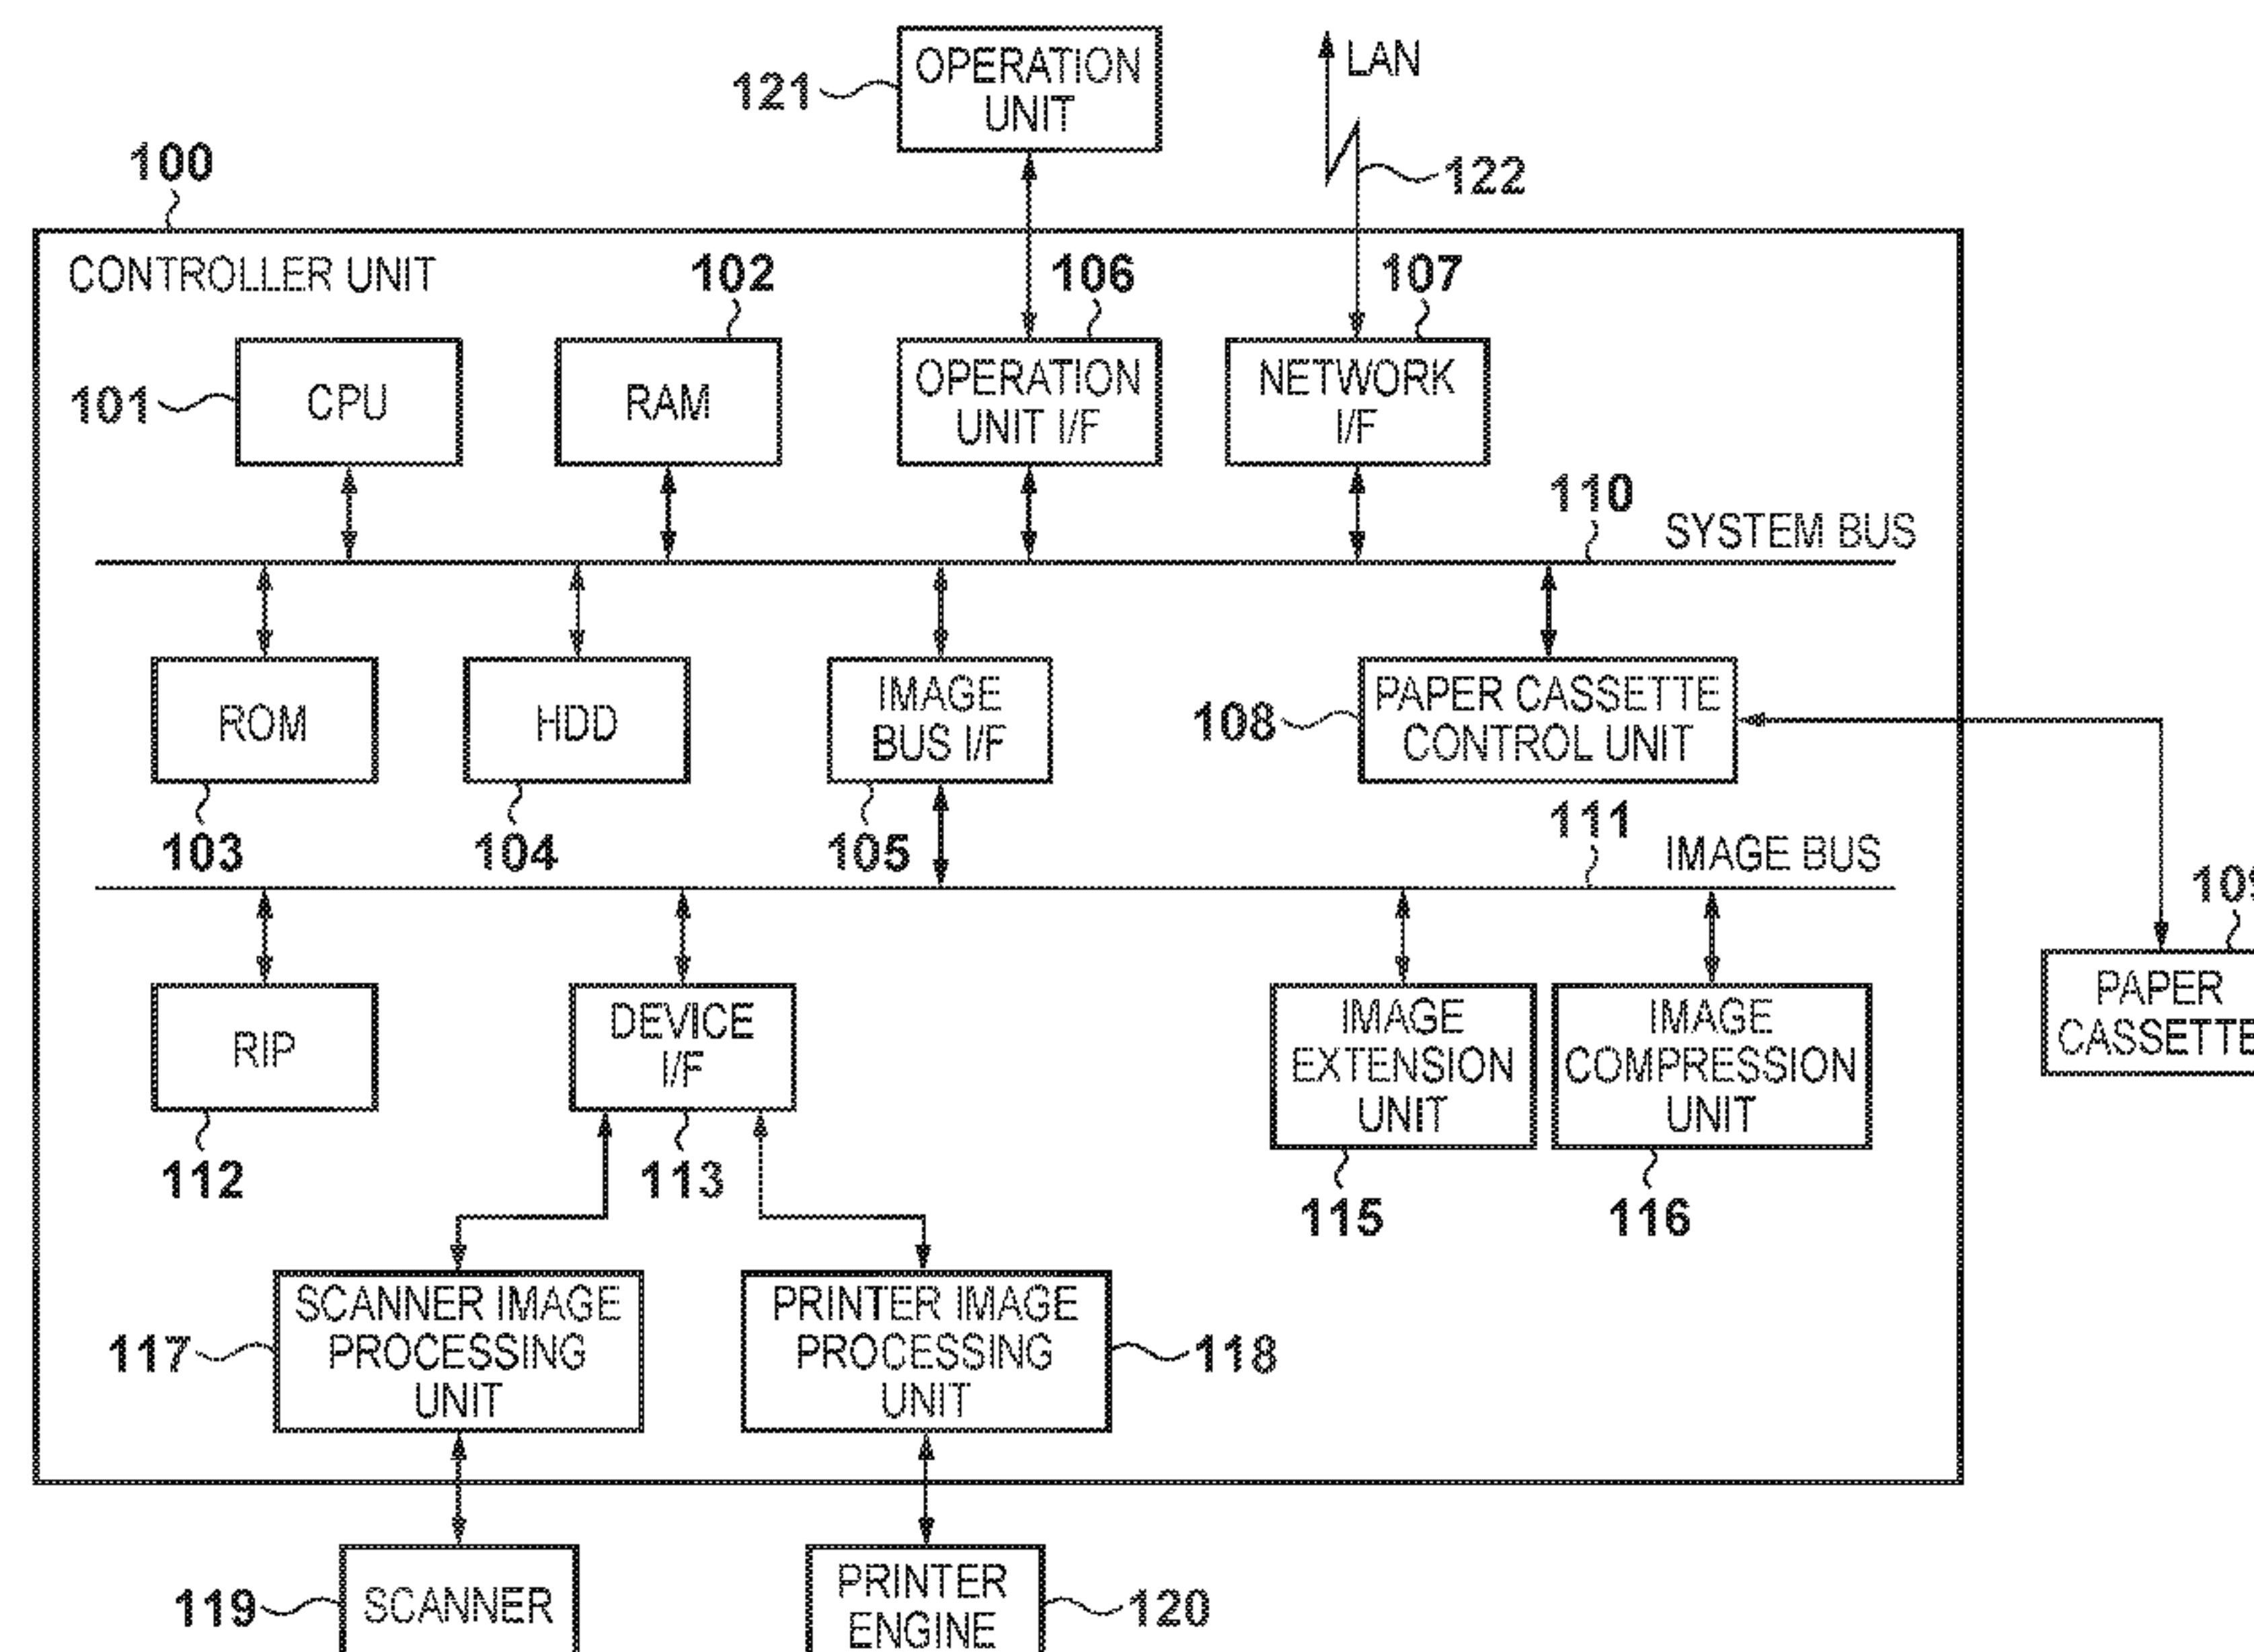 OPERATION
UNIT
121
LAN
122
100
CONTROLLER UNIT
102
106
107
101
CPU
RAM
OPERATION
UNIT I/F
NETWORK
I/F
110
SYSTEM BUS
ROM
HDD
IMAGE
BUS I/F
108
PAPER CASSETTE
CONTROL UNIT
103
104
105
111
IMAGE BUS
109
PAPER
CASSETTE
RIP
DEVICE
I/F
IMAGE
EXTENSION
UNIT
IMAGE
COMPRESSION
UNIT
112
113
115
116
117
SCANNER IMAGE
PROCESSING
UNIT
PRINTER IMAGE
PROCESSING
UNIT
118
119
SCANNER
PRINTER
ENGINE
120